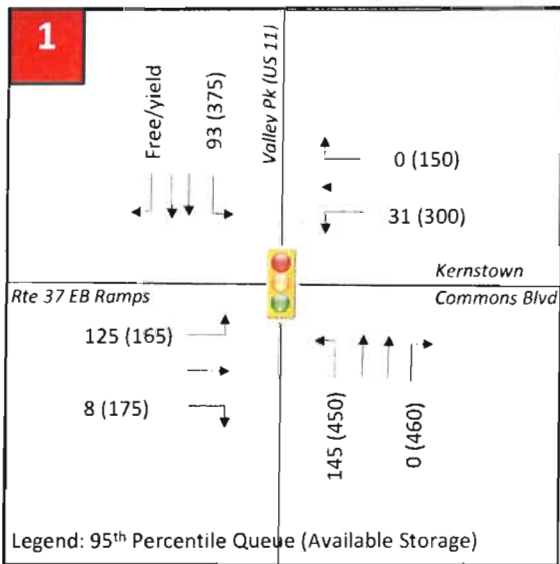 1
Free/yield
93 (375)
Valley Pk (US 11)
0 (150)
31 (300)
Kernstown
Rte 37 EB Ramps
Commons Blvd
125 (165)
8 (175)
145 (450)
0 (460)
Legend: 95th Percentile Queue (Available Storage)